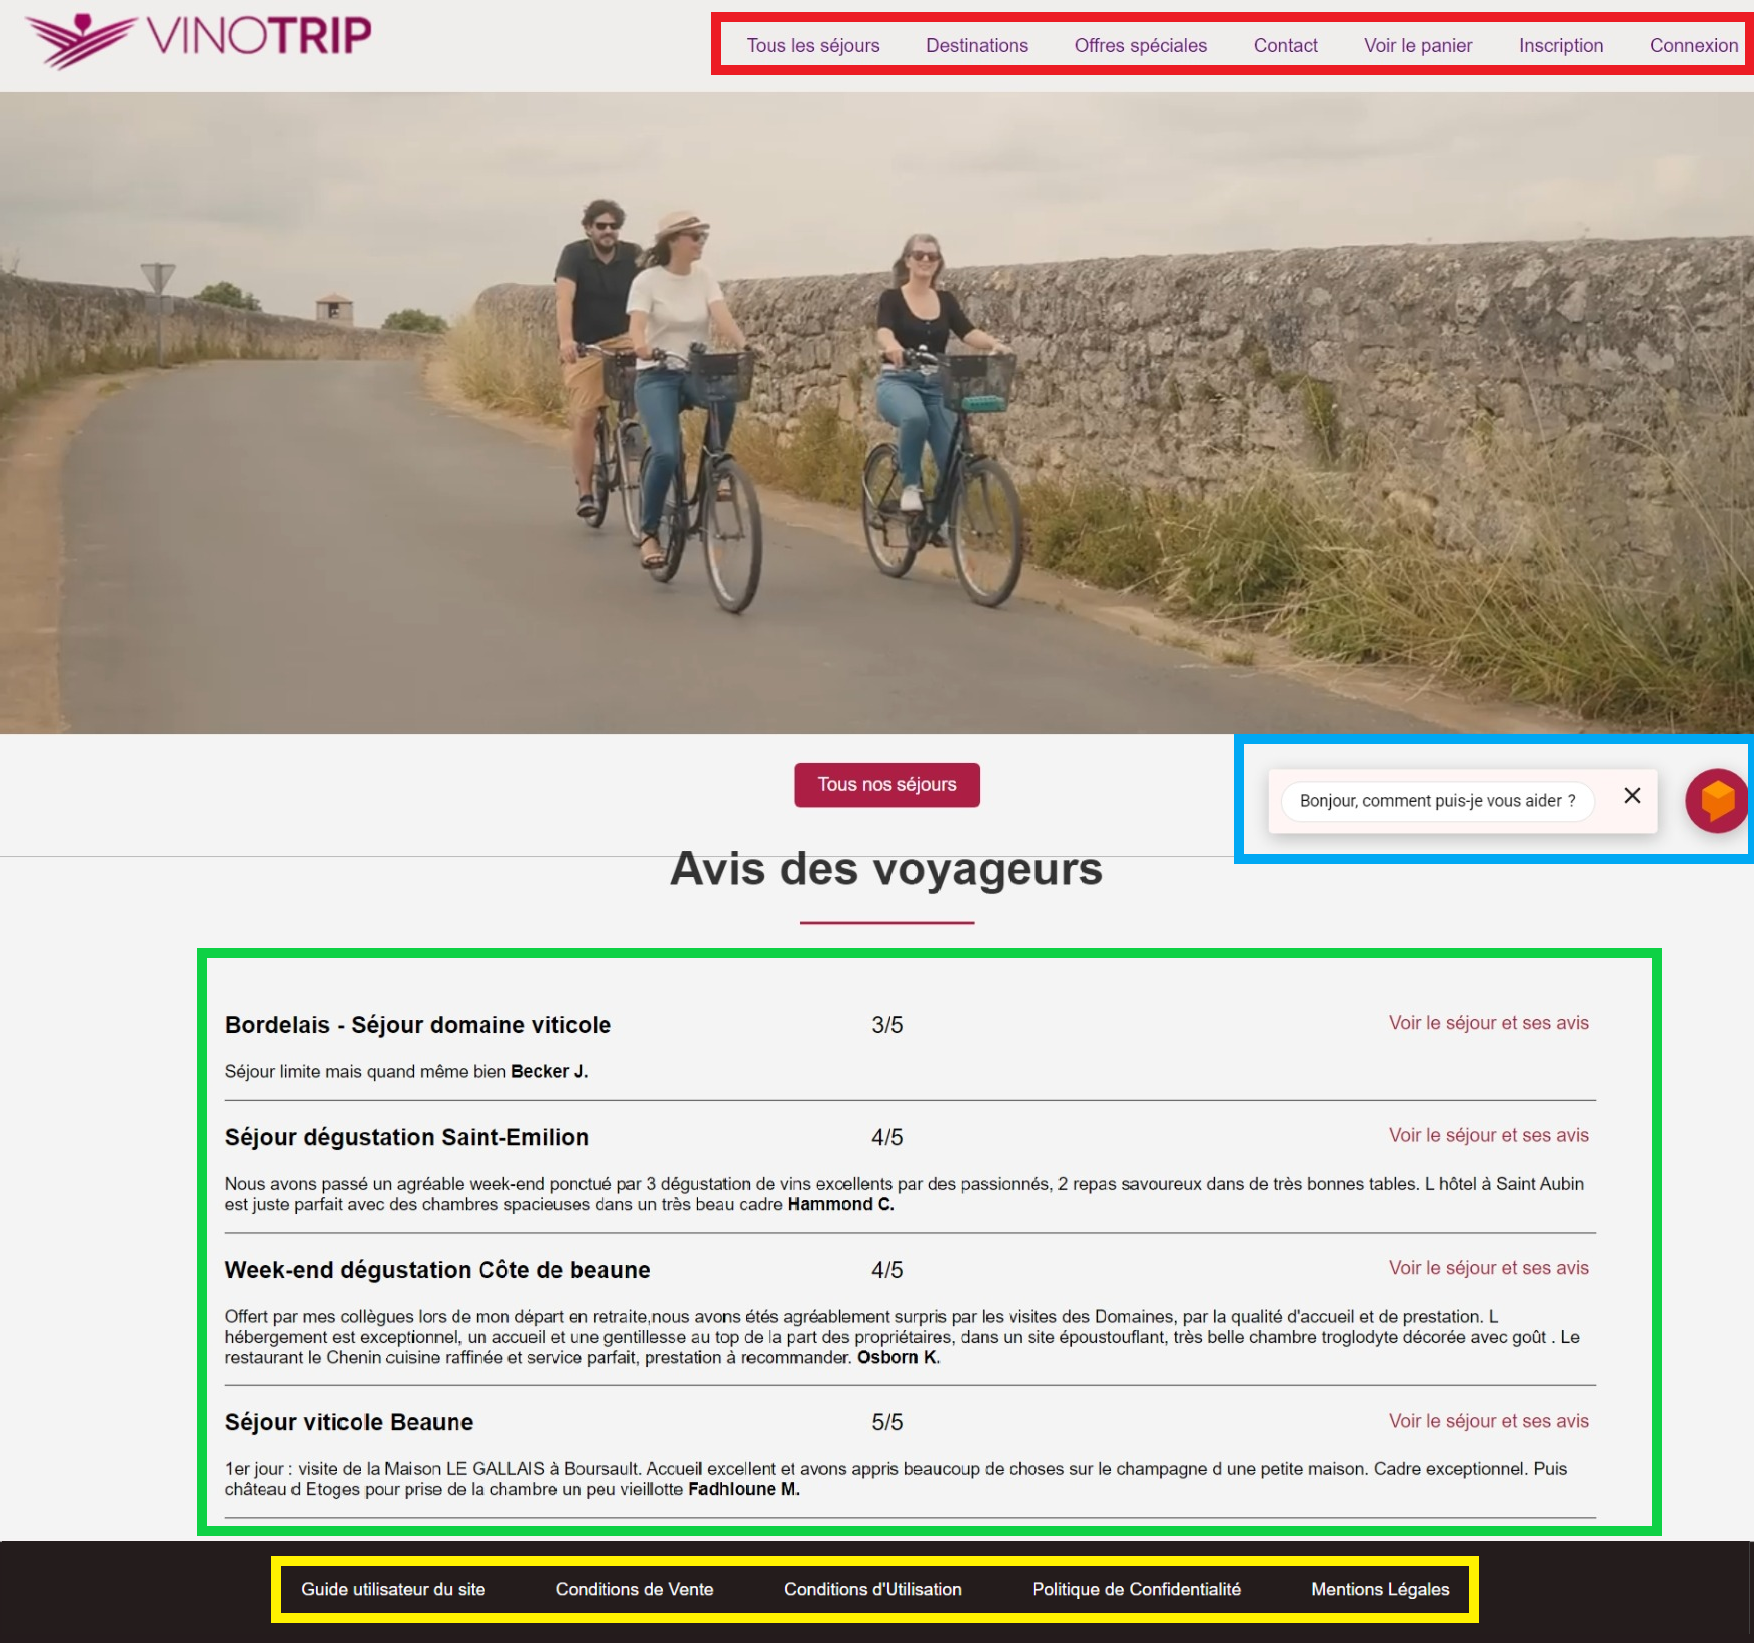 VINOTRIP
Tous les séjours Destinations Offres spéciales Contact Voir le panier Inscription Connexion
Tous nos séjours
Bonjour, comment puis-je vous aider ?
Avis des voyageurs
Bordelais - Séjour domaine viticole 3/5 Voir le séjour et ses avis
Séjour limite mais quand même bien Becker J.
Séjour dégustation Saint-Emilion 4/5 Voir le séjour et ses avis
Nous avons passé un agréable week-end ponctué par 3 dégustation de vins excellents par des passionnés, 2 repas savoureux dans de très bonnes tables. L hôtel à Saint Aubin
est juste parfait avec des chambres spacieuses dans un très beau cadre Hammond C.
Week-end dégustation Côte de beaune 4/5 Voir le séjour et ses avis
Offert par mes collègues lors de mon départ en retraite,nous avons étés agréablement surpris par les visites des Domaines, par la qualité d'accueil et de prestation. L
hébergement est exceptionnel, un accueil et une gentillesse au top de la part des propriétaires, dans un site époustouflant, très belle chambre troglodyte décorée avec goût . Le
restaurant le Chenin cuisine raffinée et service parfait, prestation à recommander. Osborn K.
Séjour viticole Beaune 5/5 Voir le séjour et ses avis
1er jour : visite de la Maison LE GALLAIS à Boursault. Accueil excellent et avons appris beaucoup de choses sur le champagne d une petite maison. Cadre exceptionnel. Puis
château d Etoges pour prise de la chambre un peu vieillotte Fadhloune M.
Guide utilisateur du site Conditions de Vente Conditions d'Utilisation Politique de Confidentialité Mentions Légales